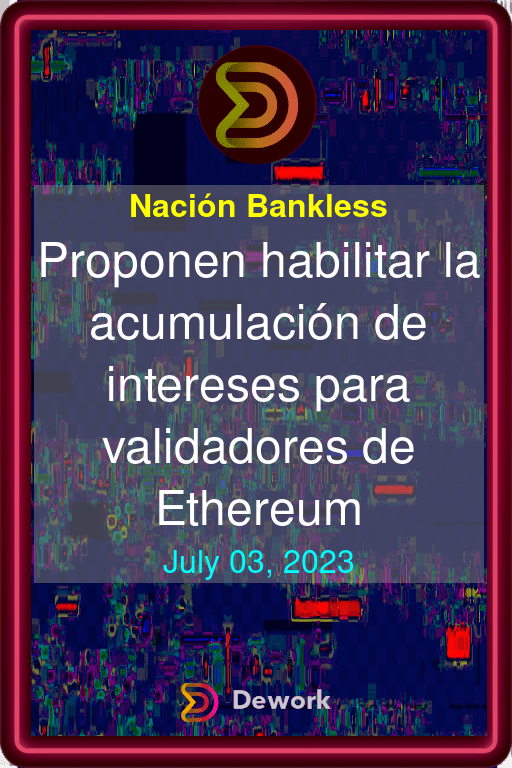 Nación Bankless
Proponen habilitar la
acumulación de
intereses para
validadores de
Ethereum
July 03, 2023
Dework